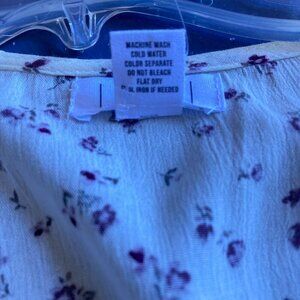 MACHINE WASH
COLD WATER
COLOR SEPARATE
DO NOT BLEACH
FLAT DRY
IRON IF NEEDED